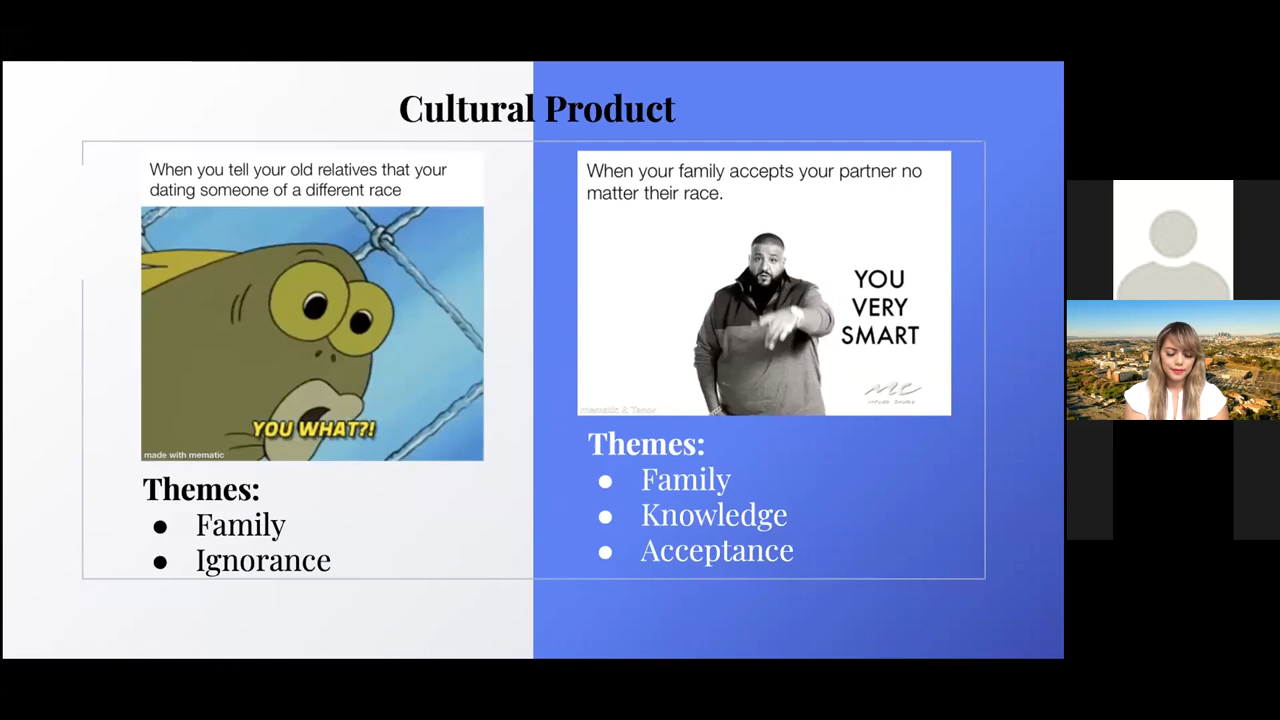 Cultural Product
When you tell your old relatives that your
dating someone of a different race
YOU WHAT?!
made with mematic
Themes:
● Family
● Ignorance
When your family accepts your partner no
matter their race.
YOU
VERY
SMART
mematic & Tenor
Themes:
● Family
● Knowledge
● Acceptance